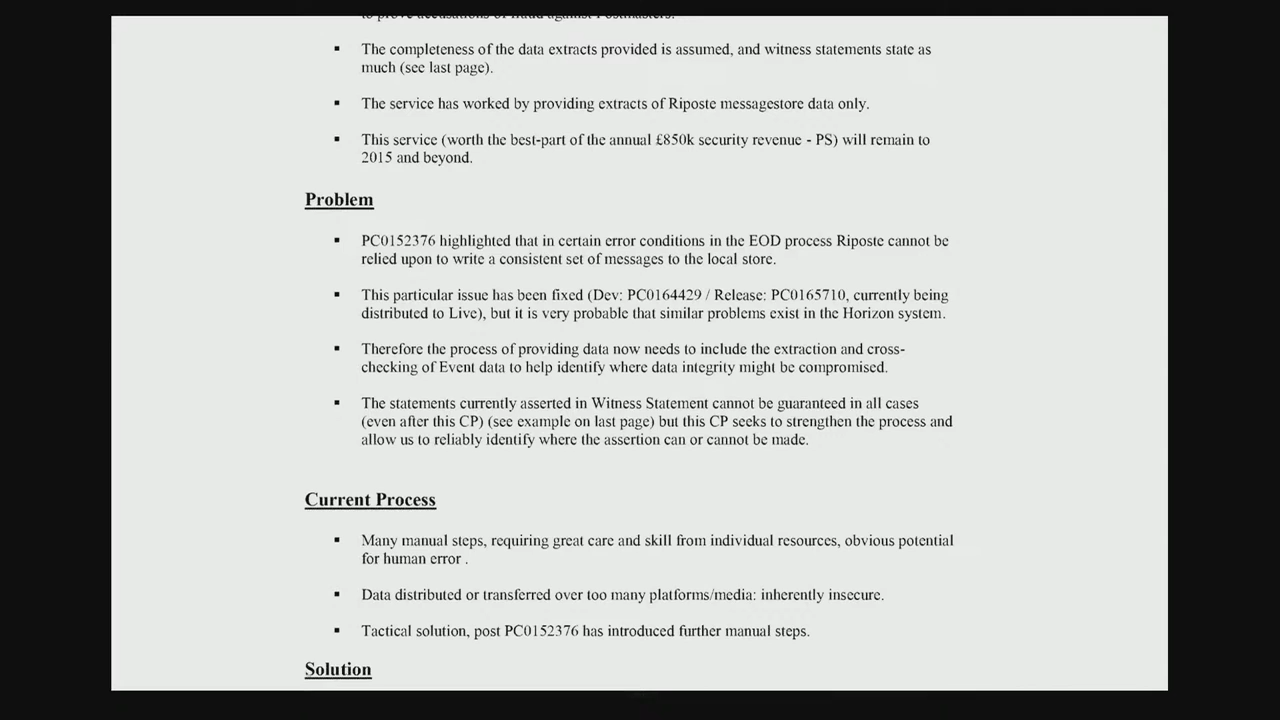 to prove accusations of fraud against Postmasters.
▪ The completeness of the data extracts provided is assumed, and witness statements state as
much (see last page).
▪ The service has worked by providing extracts of Riposte messagestore data only.
▪ This service (worth the best-part of the annual £850k security revenue - PS) will remain to
2015 and beyond.
Problem
▪ PC0152376 highlighted that in certain error conditions in the EOD process Riposte cannot be
relied upon to write a consistent set of messages to the local store.
▪ This particular issue has been fixed (Dev: PC0164429 / Release: PC0165710, currently being
distributed to Live), but it is very probable that similar problems exist in the Horizon system.
▪ Therefore the process of providing data now needs to include the extraction and cross-
checking of Event data to help identify where data integrity might be compromised.
▪ The statements currently asserted in Witness Statement cannot be guaranteed in all cases
(even after this CP) (see example on last page) but this CP seeks to strengthen the process and
allow us to reliably identify where the assertion can or cannot be made.
Current Process
▪ Many manual steps, requiring great care and skill from individual resources, obvious potential
for human error .
▪ Data distributed or transferred over too many platforms/media: inherently insecure.
▪ Tactical solution, post PC0152376 has introduced further manual steps.
Solution